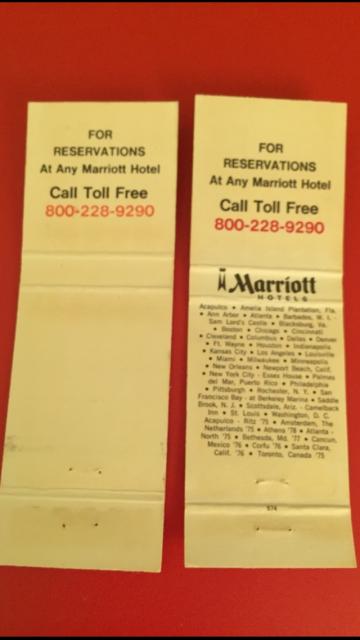 FOR
RESERVATIONS
At Any Marriott Hotel
Call Toll Free
800-228-9290
FOR
RESERVATIONS
At Any Marriott Hotel
Call Toll Free
800-228-9290
Marriott
HOTELS
Acapulco • Amelia Island Plantation, Fla.
• Ann Arbor • Atlanta • Barbados, W. I. -
Sam Lord's Castle • Blacksburg, Va.
• Boston • Chicago • Cincinnati
• Cleveland • Columbus • Dallas • Denver
• Ft. Wayne • Houston • Indianapolis
• Kansas City • Los Angeles • Louisville
• Miami • Milwaukee • Minneapolis
• New Orleans • Newport Beach, Calif.
• New York City - Essex House • Palmas
del Mar, Puerto Rico • Philadelphia
• Pittsburgh • Rochester, N. Y. • San
Francisco Bay - at Berkeley Marina • Saddle
Brook, N. J. • Scottsdale, Ariz. - Camelback
Inn • St. Louis • Washington, D. C.
Acapulco - Ritz '75 • Amsterdam, The
Netherlands '75 • Athens '78 • Atlanta -
North '75 • Bethesda, Md. '77 • Cancun,
Mexico '76 • Corfu '76 • Santa Clara,
Calif. '76 • Toronto, Canada '75
574